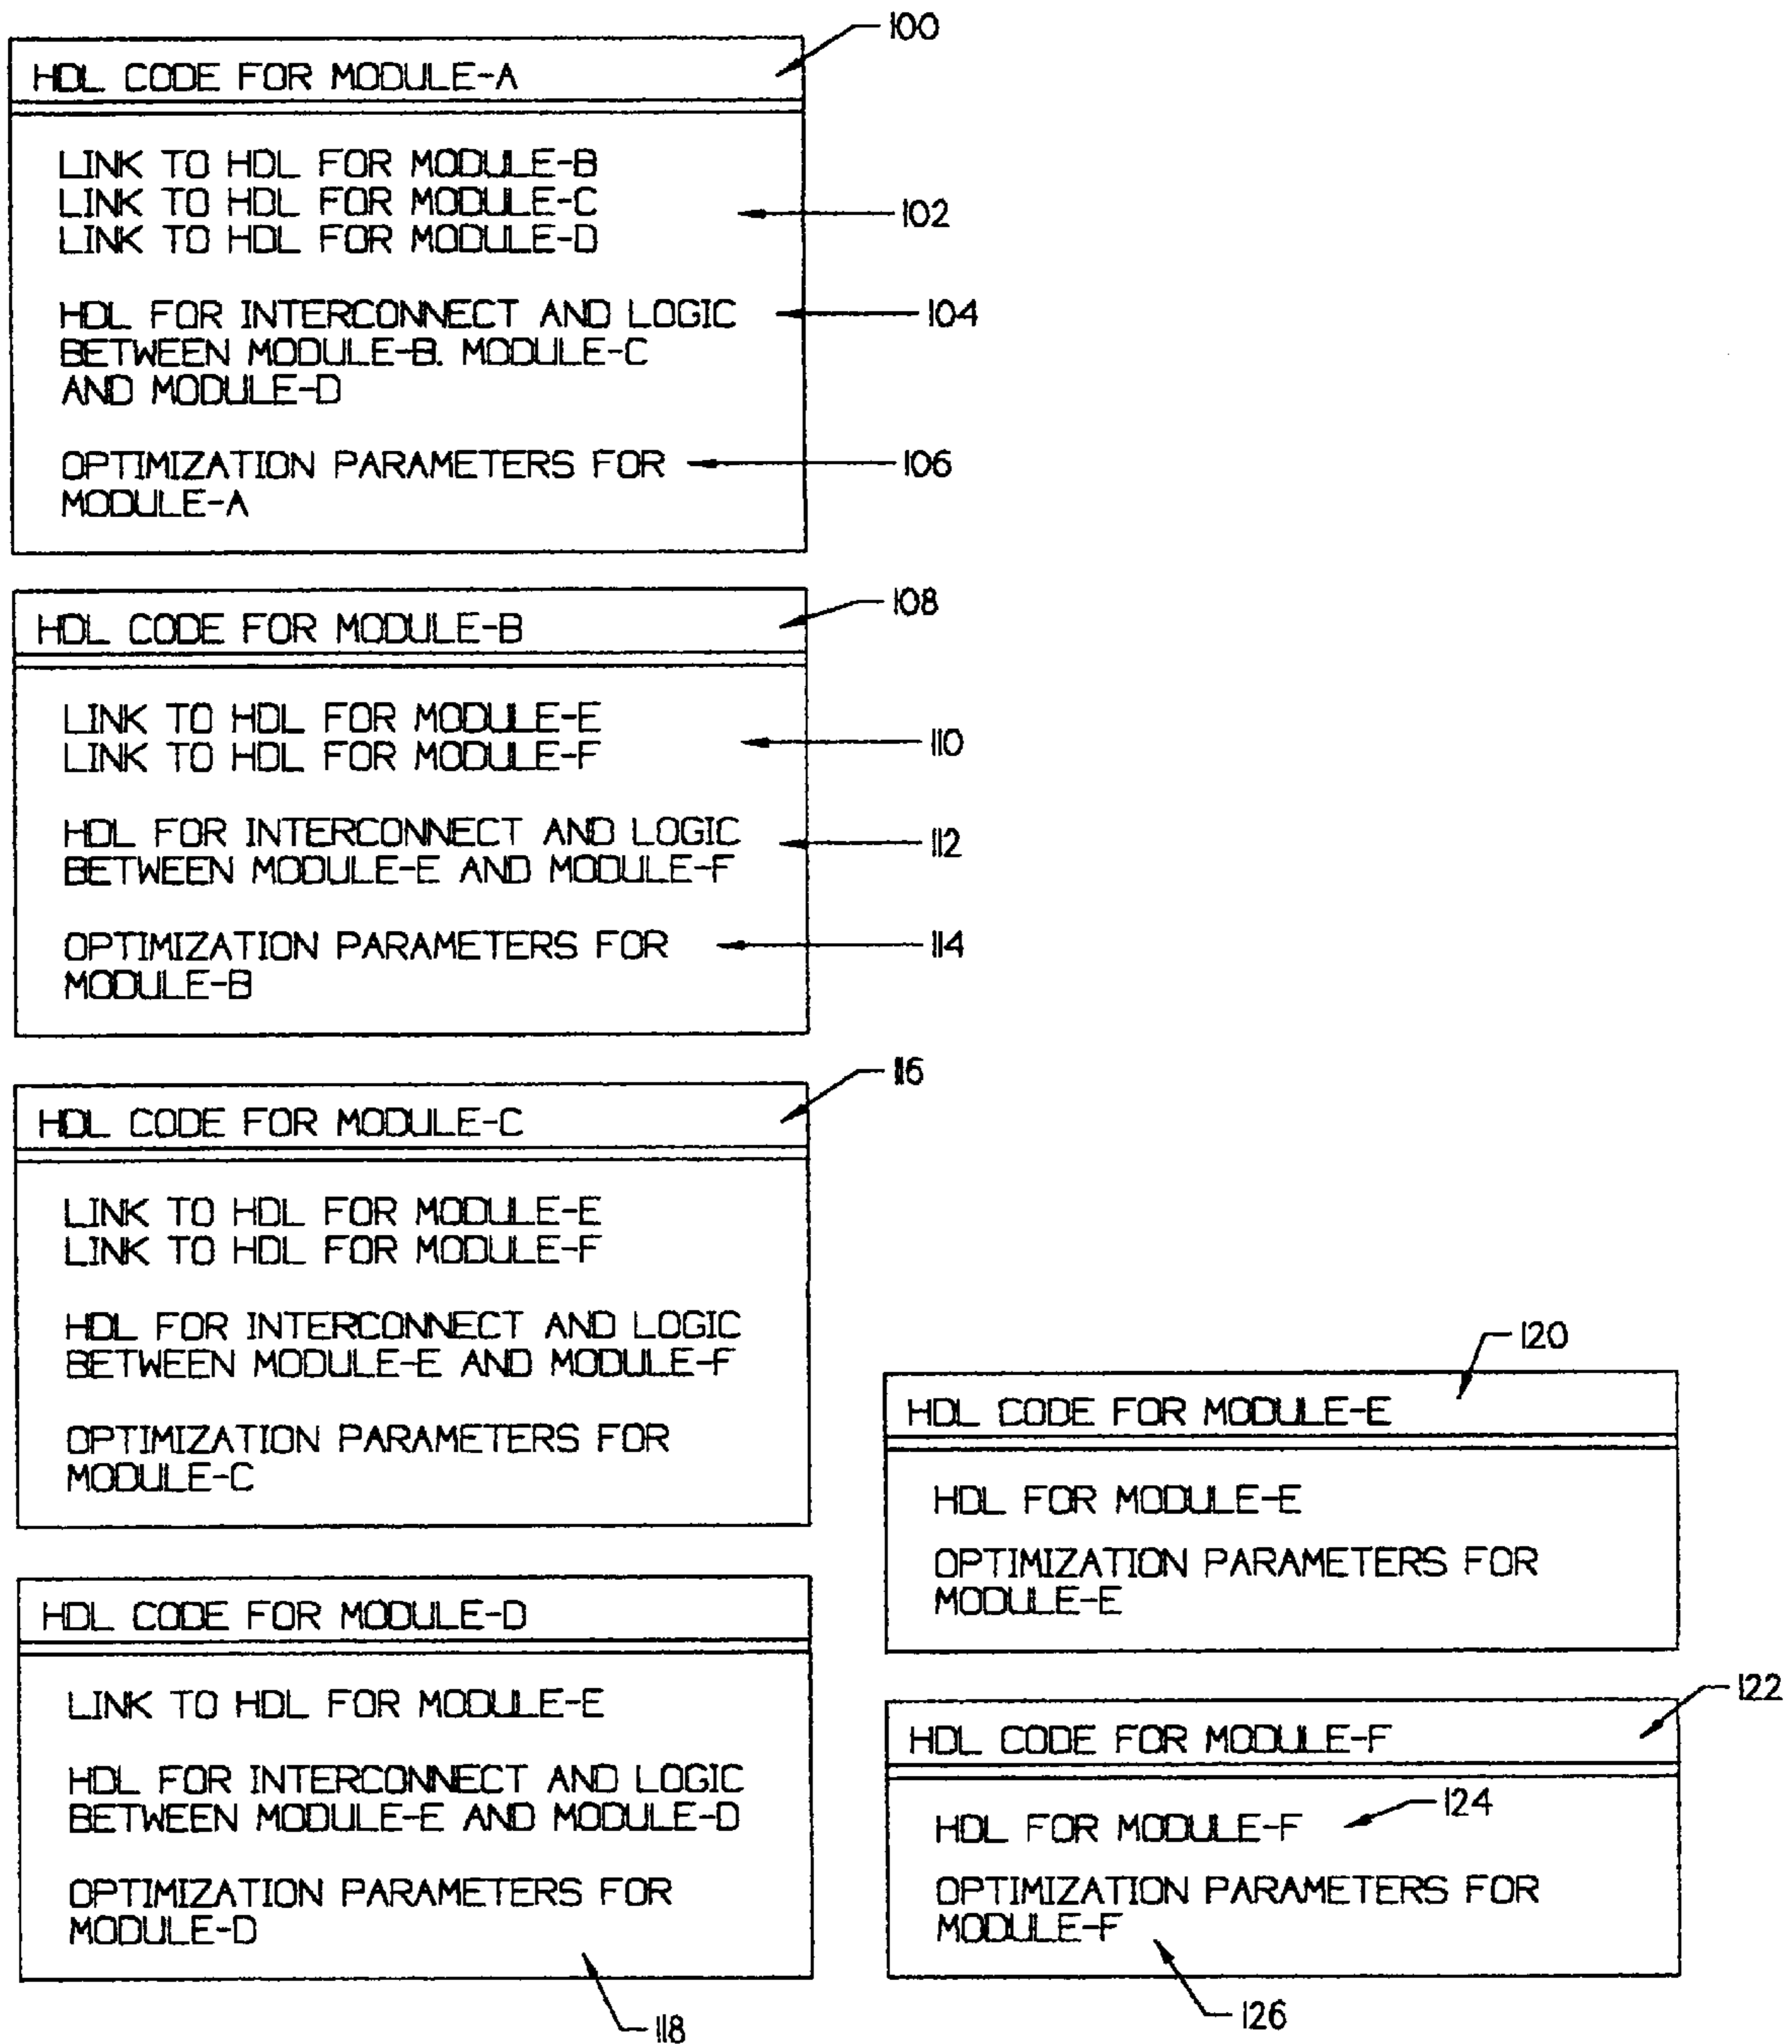 100
HDL CODE FOR MODULE-A
LINK TO HDL FOR MODULE-B
LINK TO HDL FOR MODULE-C
LINK TO HDL FOR MODULE-D
102
HDL FOR INTERCONNECT AND LOGIC
BETWEEN MODULE-B. MODULE-C
AND MODULE-D
104
OPTIMIZATION PARAMETERS FOR
MODULE-A
106
108
HDL CODE FOR MODULE-B
LINK TO HDL FOR MODULE-E
LINK TO HDL FOR MODULE-F
110
HDL FOR INTERCONNECT AND LOGIC
BETWEEN MODULE-E AND MODULE-F
112
OPTIMIZATION PARAMETERS FOR
MODULE-B
114
116
HDL CODE FOR MODULE-C
LINK TO HDL FOR MODULE-E
LINK TO HDL FOR MODULE-F
HDL FOR INTERCONNECT AND LOGIC
BETWEEN MODULE-E AND MODULE-F
OPTIMIZATION PARAMETERS FOR
MODULE-C
HDL CODE FOR MODULE-D
LINK TO HDL FOR MODULE-E
HDL FOR INTERCONNECT AND LOGIC
BETWEEN MODULE-E AND MODULE-D
OPTIMIZATION PARAMETERS FOR
MODULE-D
118
120
HDL CODE FOR MODULE-E
HDL FOR MODULE-E
OPTIMIZATION PARAMETERS FOR
MODULE-E
122
HDL CODE FOR MODULE-F
HDL FOR MODULE-F
124
OPTIMIZATION PARAMETERS FOR
MODULE-F
126